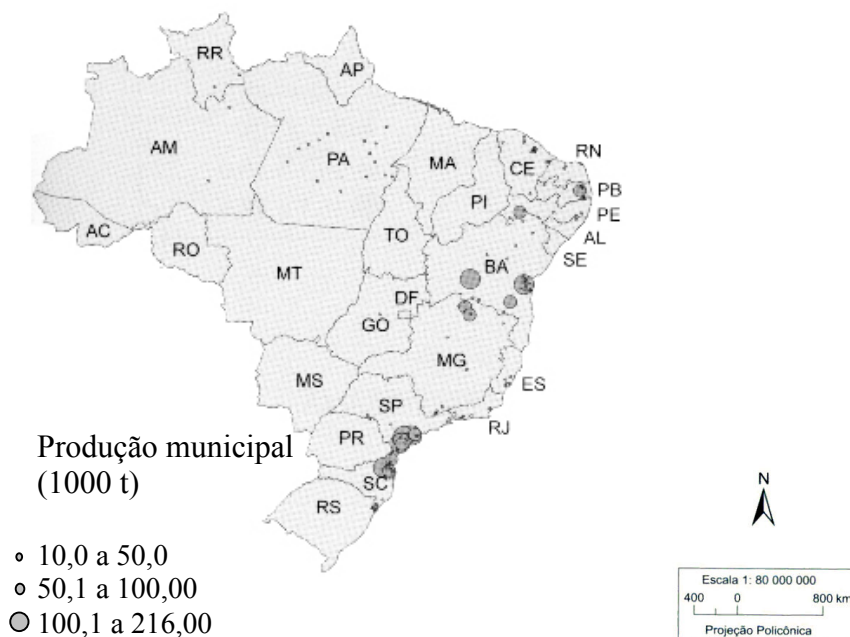 RR
AP
AM
PA
MA
CE
RN
PB
PI
PE
AL
SE
AC
RO
TO
BA
MT
DF
GO
MG
ES
MS
SP
RJ
PR
SC
RS
Produção municipal
(1000 t)
10,0 a 50,0
50,1 a 100,00
100,1 a 216,00
N
Escala 1: 80 000 000
400 0 800 km
Projeção Policônica